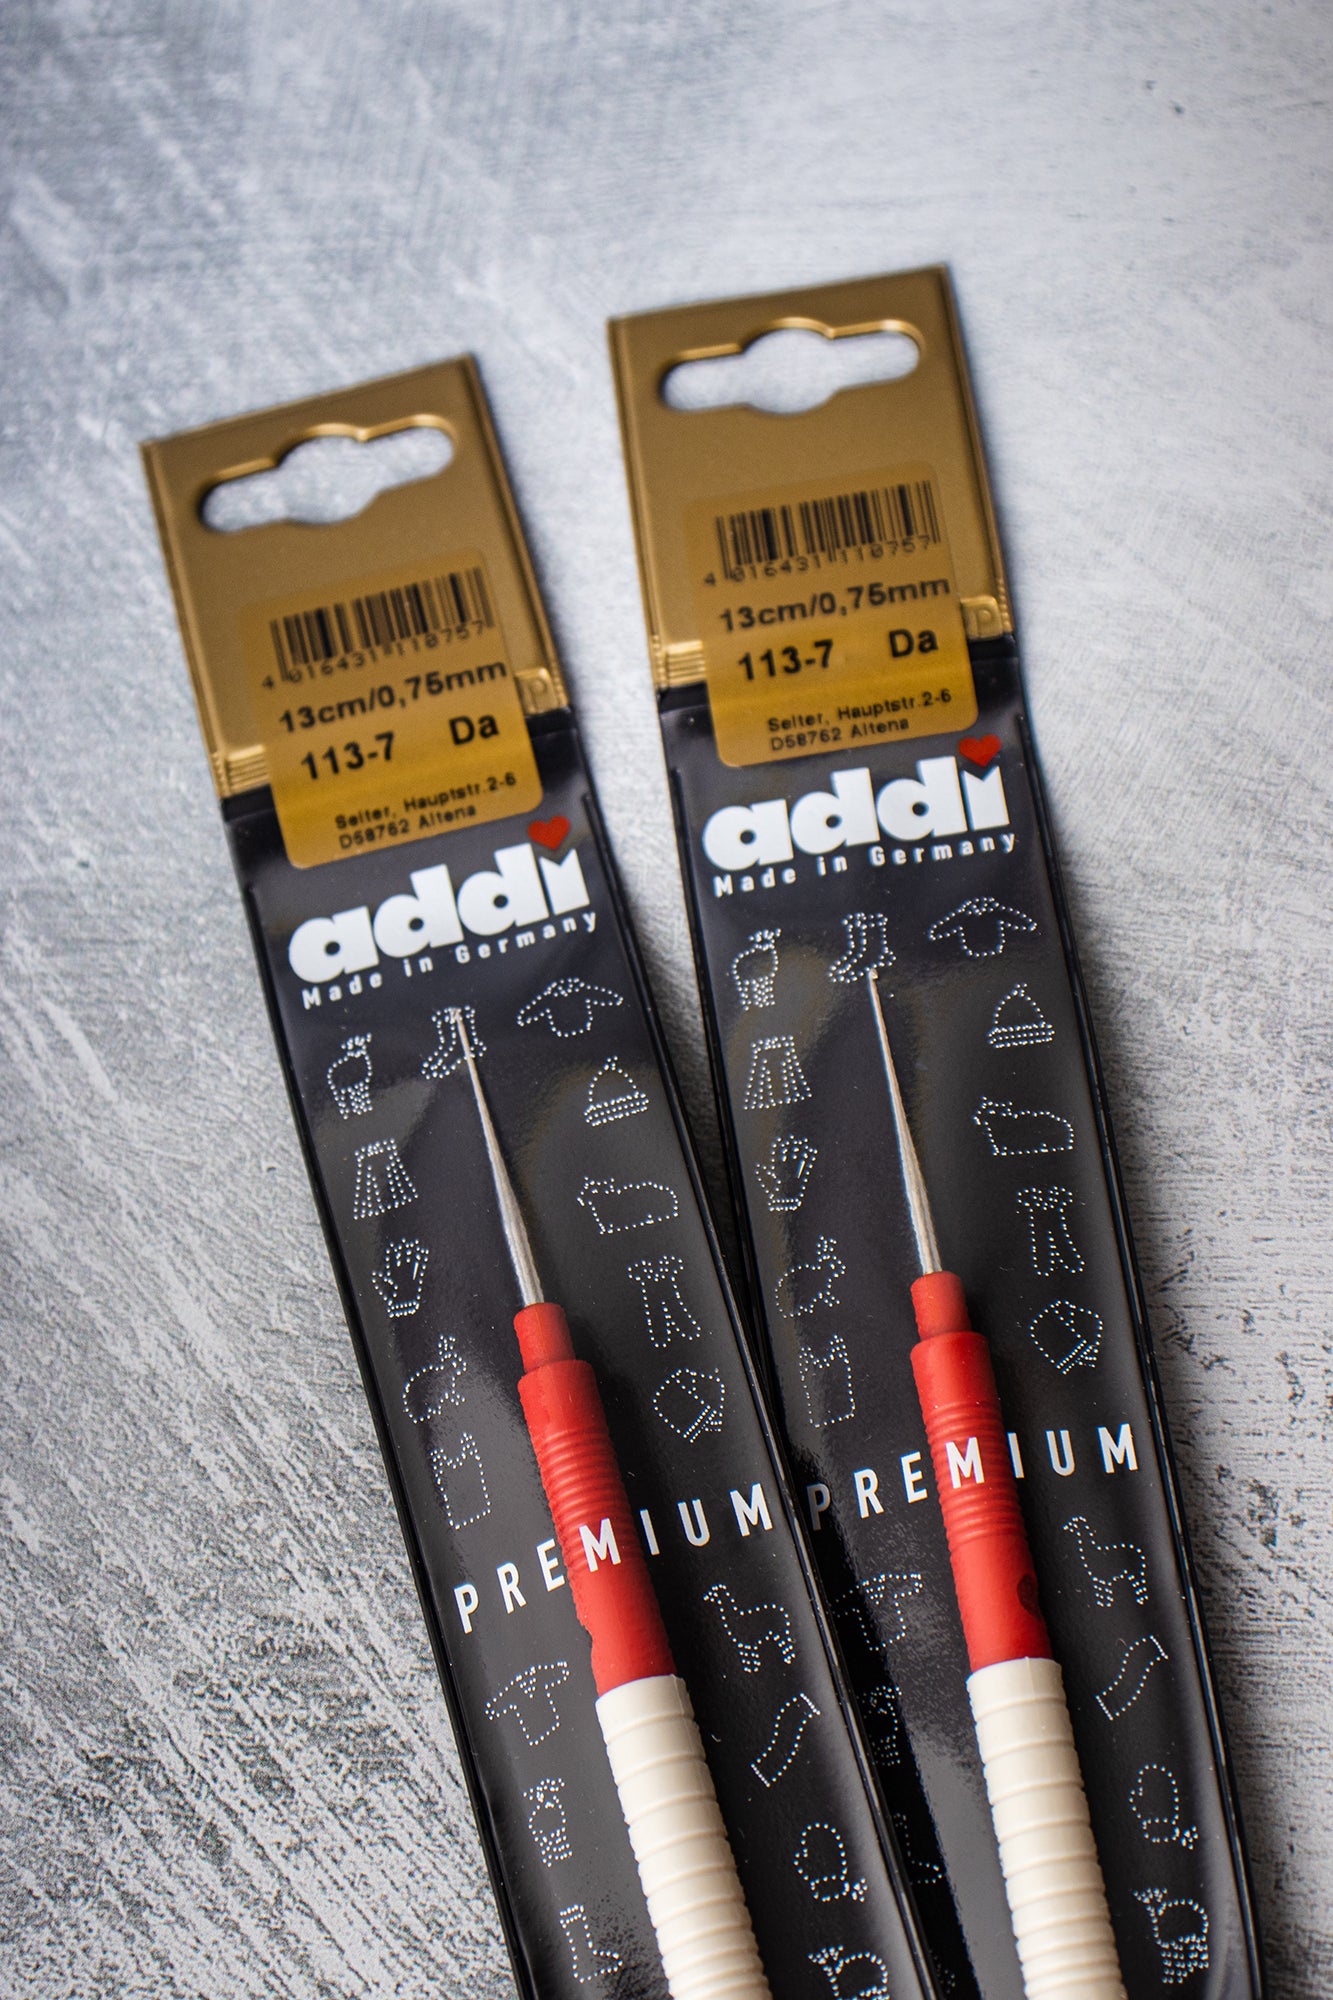 4 016431 110757
13cm/0,75mm
113-7 Da
Selter, Hauptstr.2-6
D58762 Altena
addi
Made in Germany
PREMIUM
4 016431 110757
13cm/0,75mm
113-7 Da
Selter, Hauptstr.2-6
D58762 Altena
addi
Made in Germany
PREMIUM